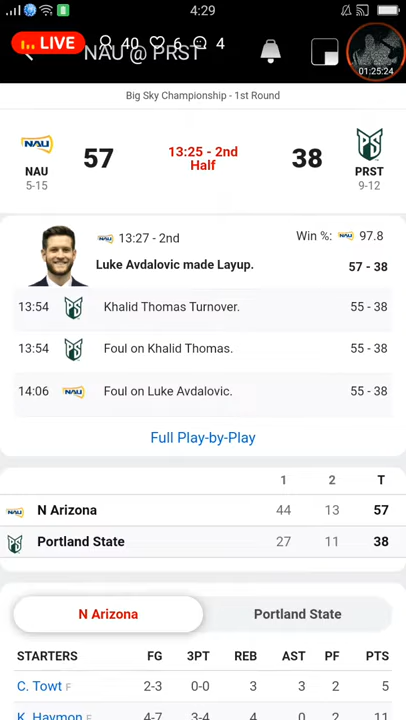 4:29
LIVE 40 6 4
NAU @ PRST
01:25:24
Big Sky Championship - 1st Round
NAU
NAU
5-15
57
13:25 - 2nd
Half
38
PRST
9-12
NAU 13:27 - 2nd
Win %: NAU 97.8
Luke Avdalovic made Layup. 57 - 38
13:54 Khalid Thomas Turnover. 55 - 38
13:54 Foul on Khalid Thomas. 55 - 38
14:06 NAU Foul on Luke Avdalovic. 55 - 38
Full Play-by-Play
1 2 T
NAU N Arizona 44 13 57
Portland State 27 11 38
N Arizona Portland State
STARTERS FG 3PT REB AST PF PTS
C. Towt F 2-3 0-0 3 3 2 5
K. Haymon F 4-7 3-4 4 0 2 11